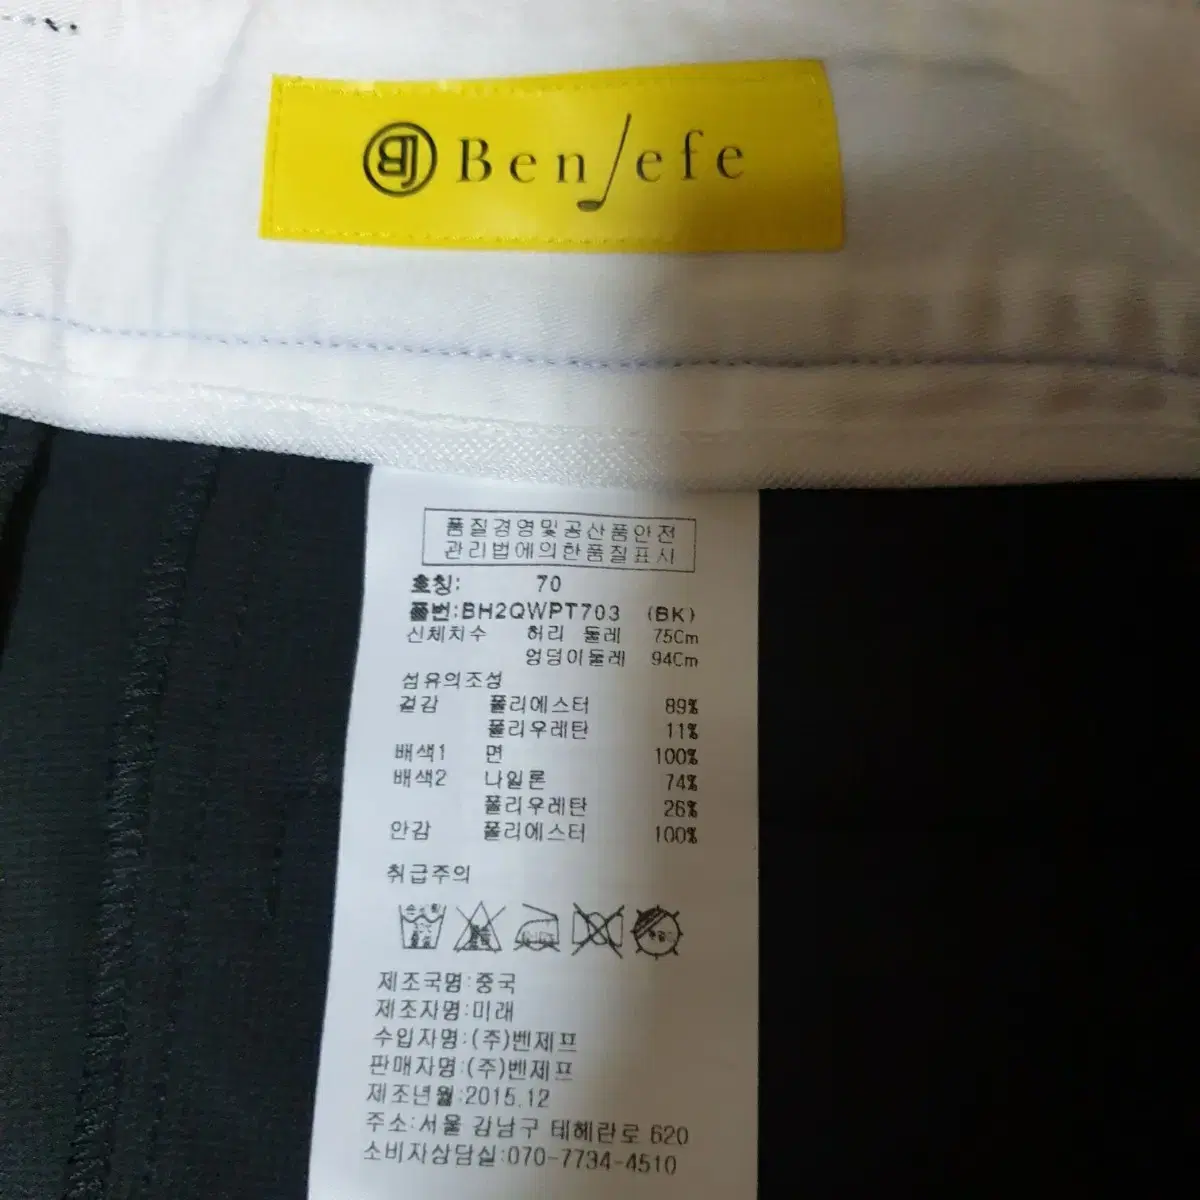 BJ BenJefe
품질경영및공산품안전
관리법에의한품질표시
호칭: 70
품번:BH2QWPT703 (BK)
신체치수 허리 둘레 75Cm
엉덩이둘레 94Cm
섬유의조성
겉감 폴리에스터 89%
폴리우레탄 11%
배색1 면 100%
배색2 나일론 74%
폴리우레탄 26%
안감 폴리에스터 100%
취급주의
제조국명:중국
제조자명:미래
수입자명:(주)벤제프
판매자명:(주)벤제프
제조년월:2015.12
주소:서울 강남구 테헤란로 620
소비자상담실:070-7734-4510